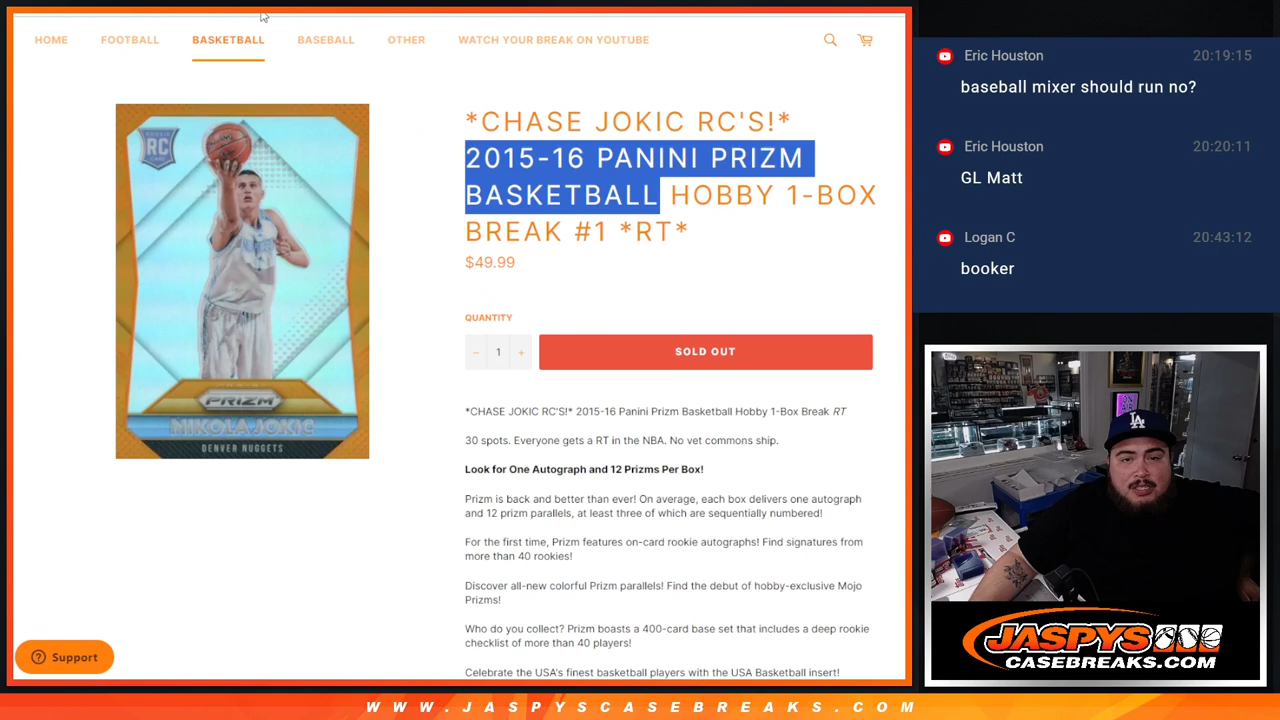 HOME FOOTBALL BASKETBALL BASEBALL OTHER WATCH YOUR BREAK ON YOUTUBE
*CHASE JOKIC RC'S!*
2015-16 PANINI PRIZM
BASKETBALL HOBBY 1-BOX
BREAK #1 *RT*
$49.99
QUANTITY
− 1 +
SOLD OUT
*CHASE JOKIC RC'S!* 2015-16 Panini Prizm Basketball Hobby 1-Box Break RT
30 spots. Everyone gets a RT in the NBA. No vet commons ship.
Look for One Autograph and 12 Prizms Per Box!
Prizm is back and better than ever! On average, each box delivers one autograph
and 12 prizm parallels, at least three of which are sequentially numbered!
For the first time, Prizm features on-card rookie autographs! Find signatures from
more than 40 rookies!
Discover all-new colorful Prizm parallels! Find the debut of hobby-exclusive Mojo
Prizms!
Who do you collect? Prizm boasts a 400-card base set that includes a deep rookie
checklist of more than 40 players!
Celebrate the USA's finest basketball players with the USA Basketball insert!
ROOKIE
RC
PRIZM
NIKOLA JOKIC
DENVER NUGGETS
Support
Eric Houston 20:19:15
baseball mixer should run no?
Eric Houston 20:20:11
GL Matt
Logan C 20:43:12
booker
ON AIR
LA
JASPYS
CASEBREAKS.COM
WWW.JASPYSCASEBREAKS.COM